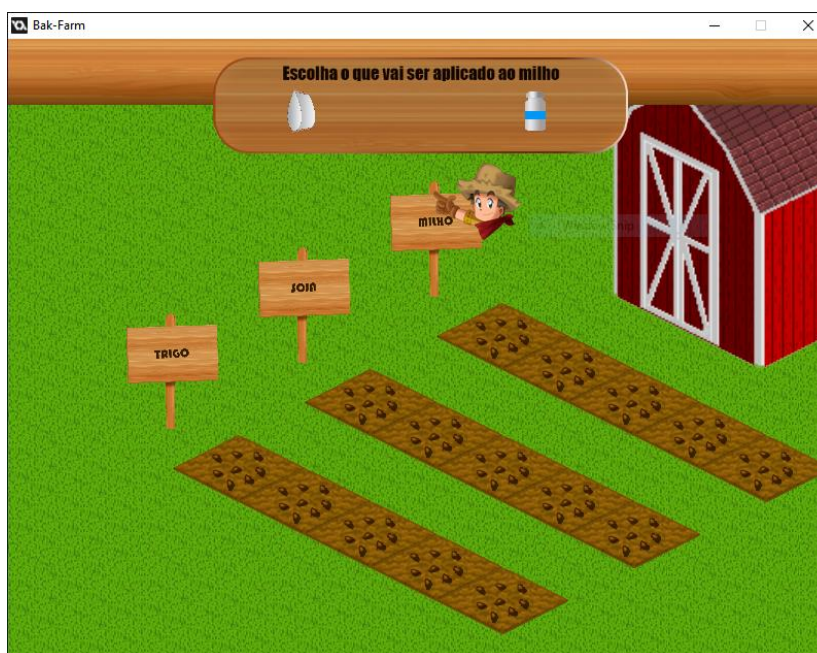 Bak-Farm
Escolha o que vai ser aplicado ao milho
MILHO
SOJA
TRIGO